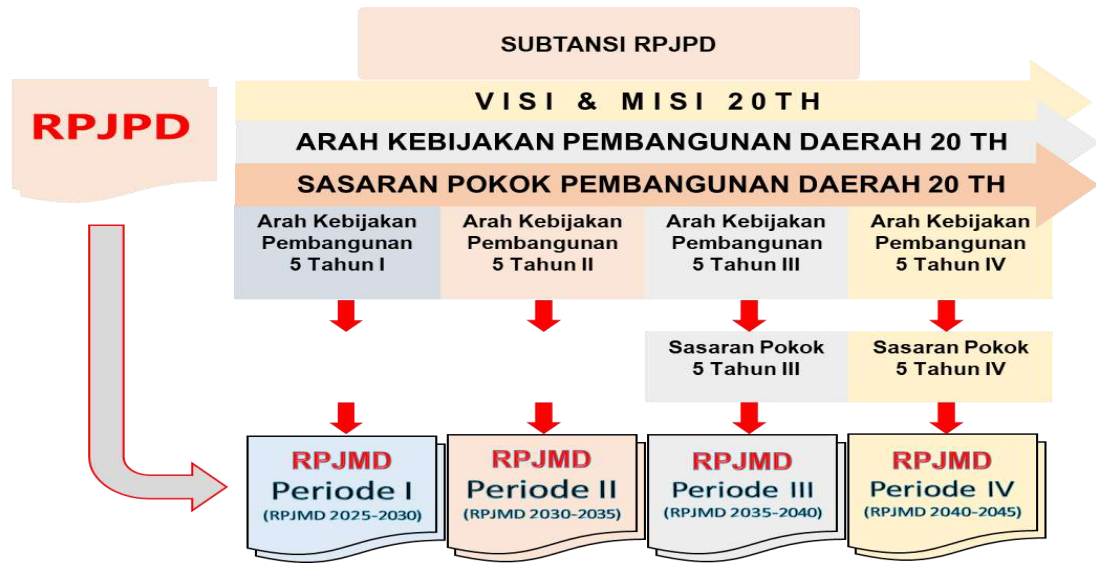 SUBTANSI RPJPD
RPJPD
VISI & MISI 20TH
ARAH KEBIJAKAN PEMBANGUNAN DAERAH 20 TH
SASARAN POKOK PEMBANGUNAN DAERAH 20 TH
Arah Kebijakan
Pembangunan
5 Tahun I
Arah Kebijakan
Pembangunan
5 Tahun II
Arah Kebijakan
Pembangunan
5 Tahun III
Arah Kebijakan
Pembangunan
5 Tahun IV
Sasaran Pokok
5 Tahun III
Sasaran Pokok
5 Tahun IV
RPJMD
Periode I
(RPJMD 2025-2030)
RPJMD
Periode II
(RPJMD 2030-2035)
RPJMD
Periode III
(RPJMD 2035-2040)
RPJMD
Periode IV
(RPJMD 2040-2045)